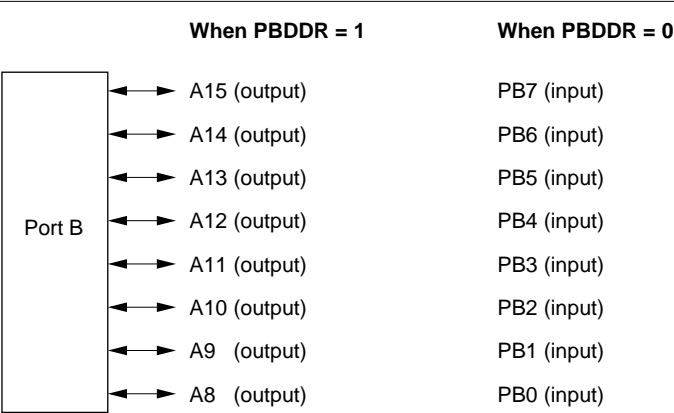 When PBDDR = 1 When PBDDR = 0
A15 (output) PB7 (input)
A14 (output) PB6 (input)
A13 (output) PB5 (input)
Port B A12 (output) PB4 (input)
A11 (output) PB3 (input)
A10 (output) PB2 (input)
A9 (output) PB1 (input)
A8 (output) PB0 (input)